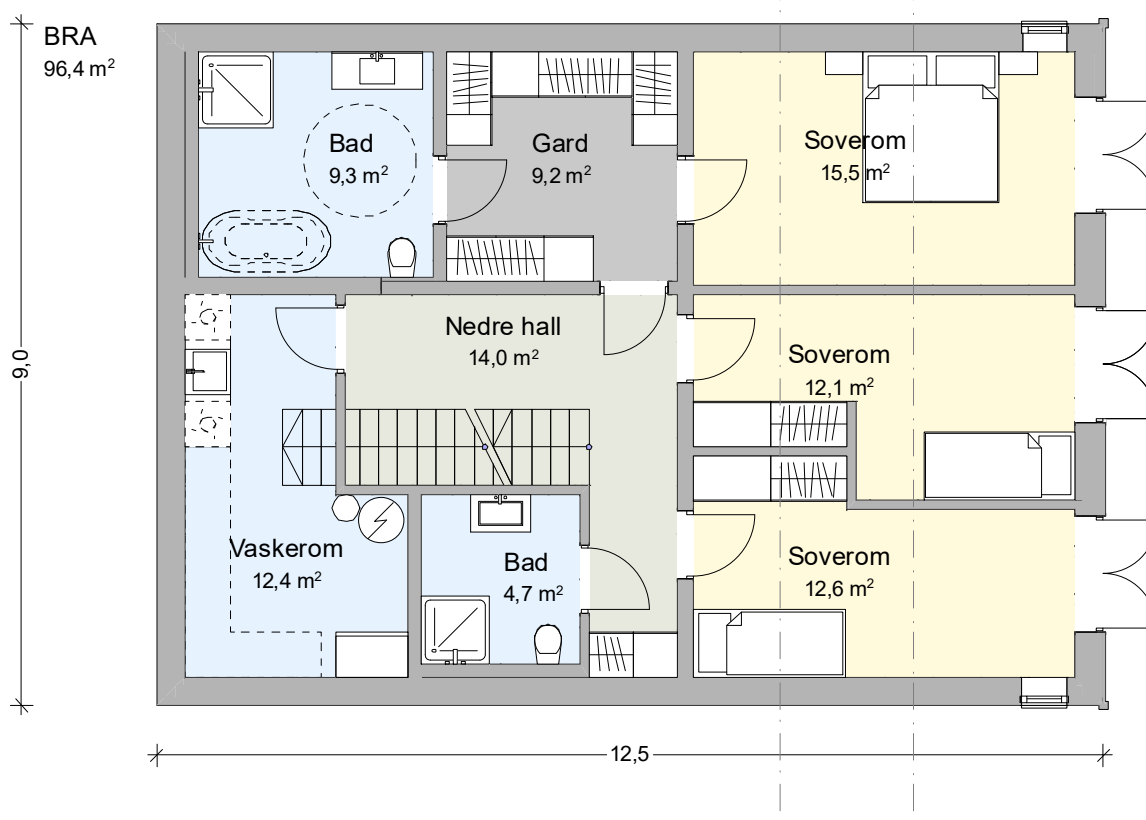 BRA
96,4 m²
Bad
9,3 m²
Gard
9,2 m²
Soverom
15,5 m²
Nedre hall
14,0 m²
Soverom
12,1 m²
9,0
Vaskerom
12,4 m²
Bad
4,7 m²
Soverom
12,6 m²
12,5